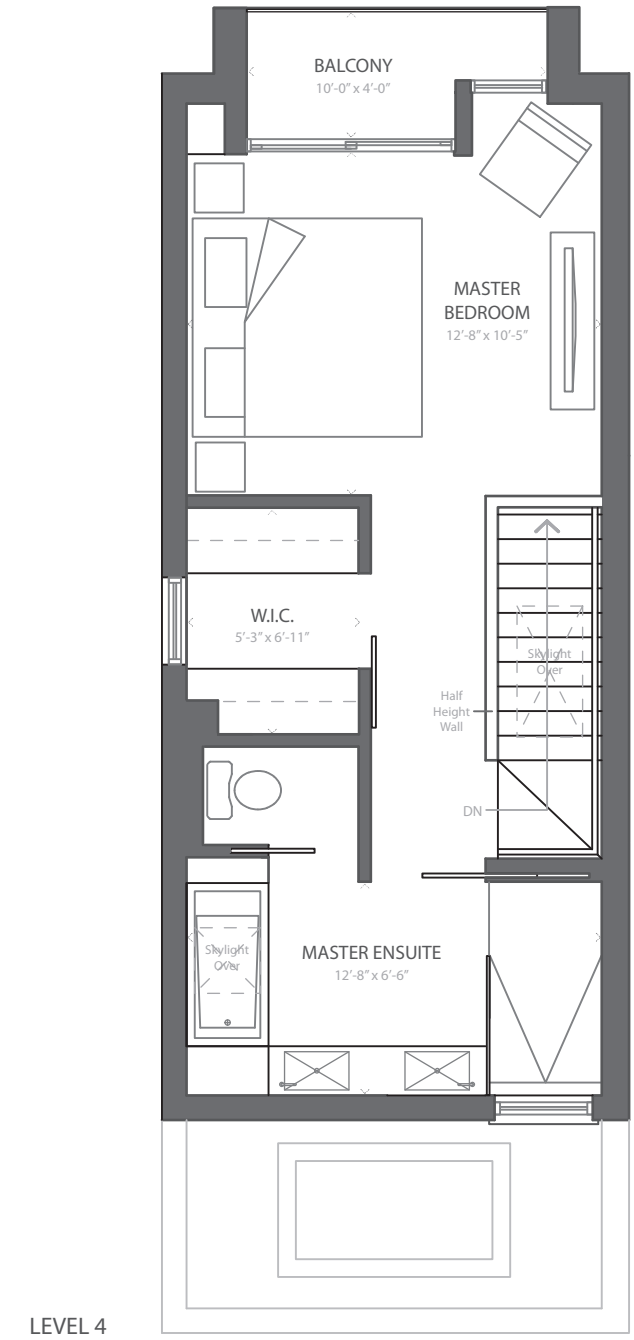 BALCONY
10'-0" x 4'-0"
MASTER
BEDROOM
12'-8" x 10'-5"
W.I.C.
5'-3" x 6'-11"
Skylight
Over
Half
Height
Wall
DN
Skylight
Over
MASTER ENSUITE
12'-8" x 6'-6"
LEVEL 4